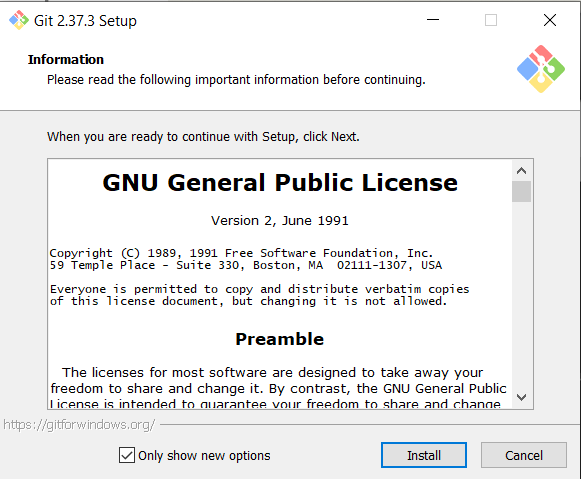 Git 2.37.3 Setup
Information
Please read the following important information before continuing.
When you are ready to continue with Setup, click Next.
GNU General Public License
Version 2, June 1991
Copyright (C) 1989, 1991 Free Software Foundation, Inc.
59 Temple Place - Suite 330, Boston, MA  02111-1307, USA
Everyone is permitted to copy and distribute verbatim copies
of this license document, but changing it is not allowed.
Preamble
The licenses for most software are designed to take away your
freedom to share and change it. By contrast, the GNU General Public
License is intended to guarantee your freedom to share and change
https://gitforwindows.org/
Only show new options
Install
Cancel